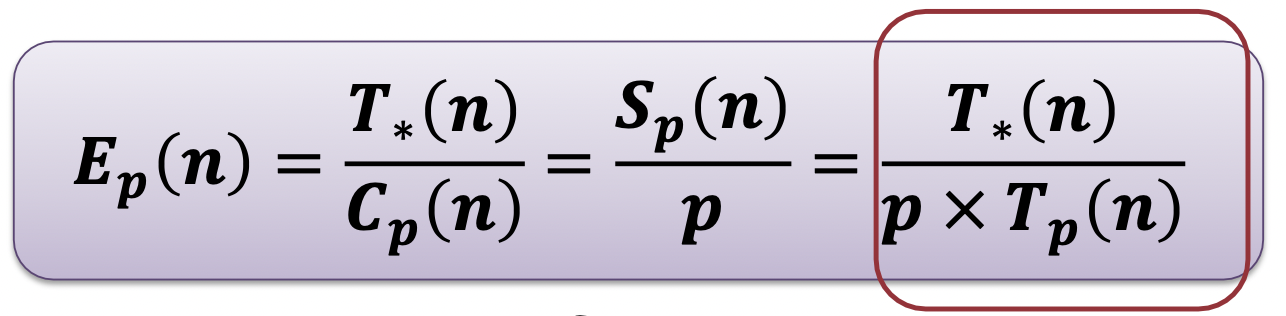 E_p(n) = T_*(n) / C_p(n) = S_p(n) / p = T_*(n) / p × T_p(n)